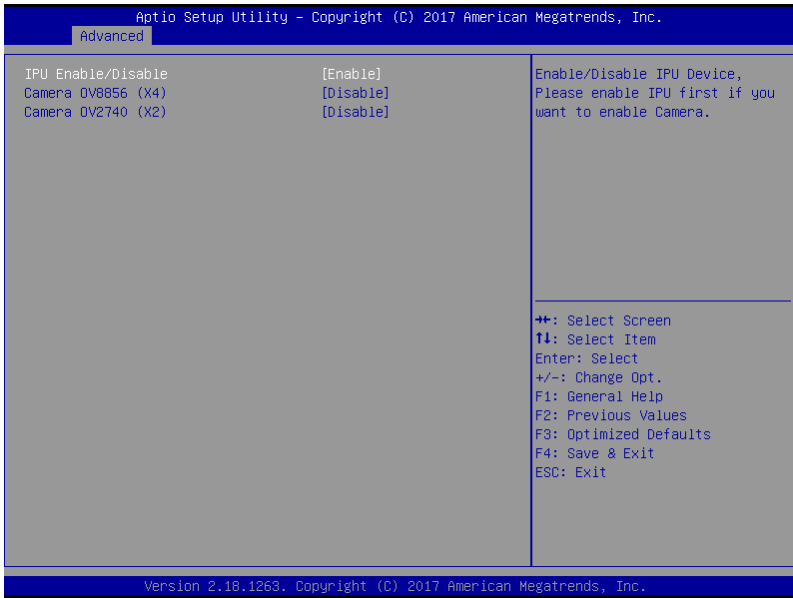 Aptio Setup Utility – Copyright (C) 2017 American Megatrends, Inc.
Advanced
IPU Enable/Disable [Enable]
Camera OV8856 (X4) [Disable]
Camera OV2740 (X2) [Disable]
Enable/Disable IPU Device,
Please enable IPU first if you
want to enable Camera.
→←: Select Screen
↑↓: Select Item
Enter: Select
+/-: Change Opt.
F1: General Help
F2: Previous Values
F3: Optimized Defaults
F4: Save & Exit
ESC: Exit
Version 2.18.1263. Copyright (C) 2017 American Megatrends, Inc.